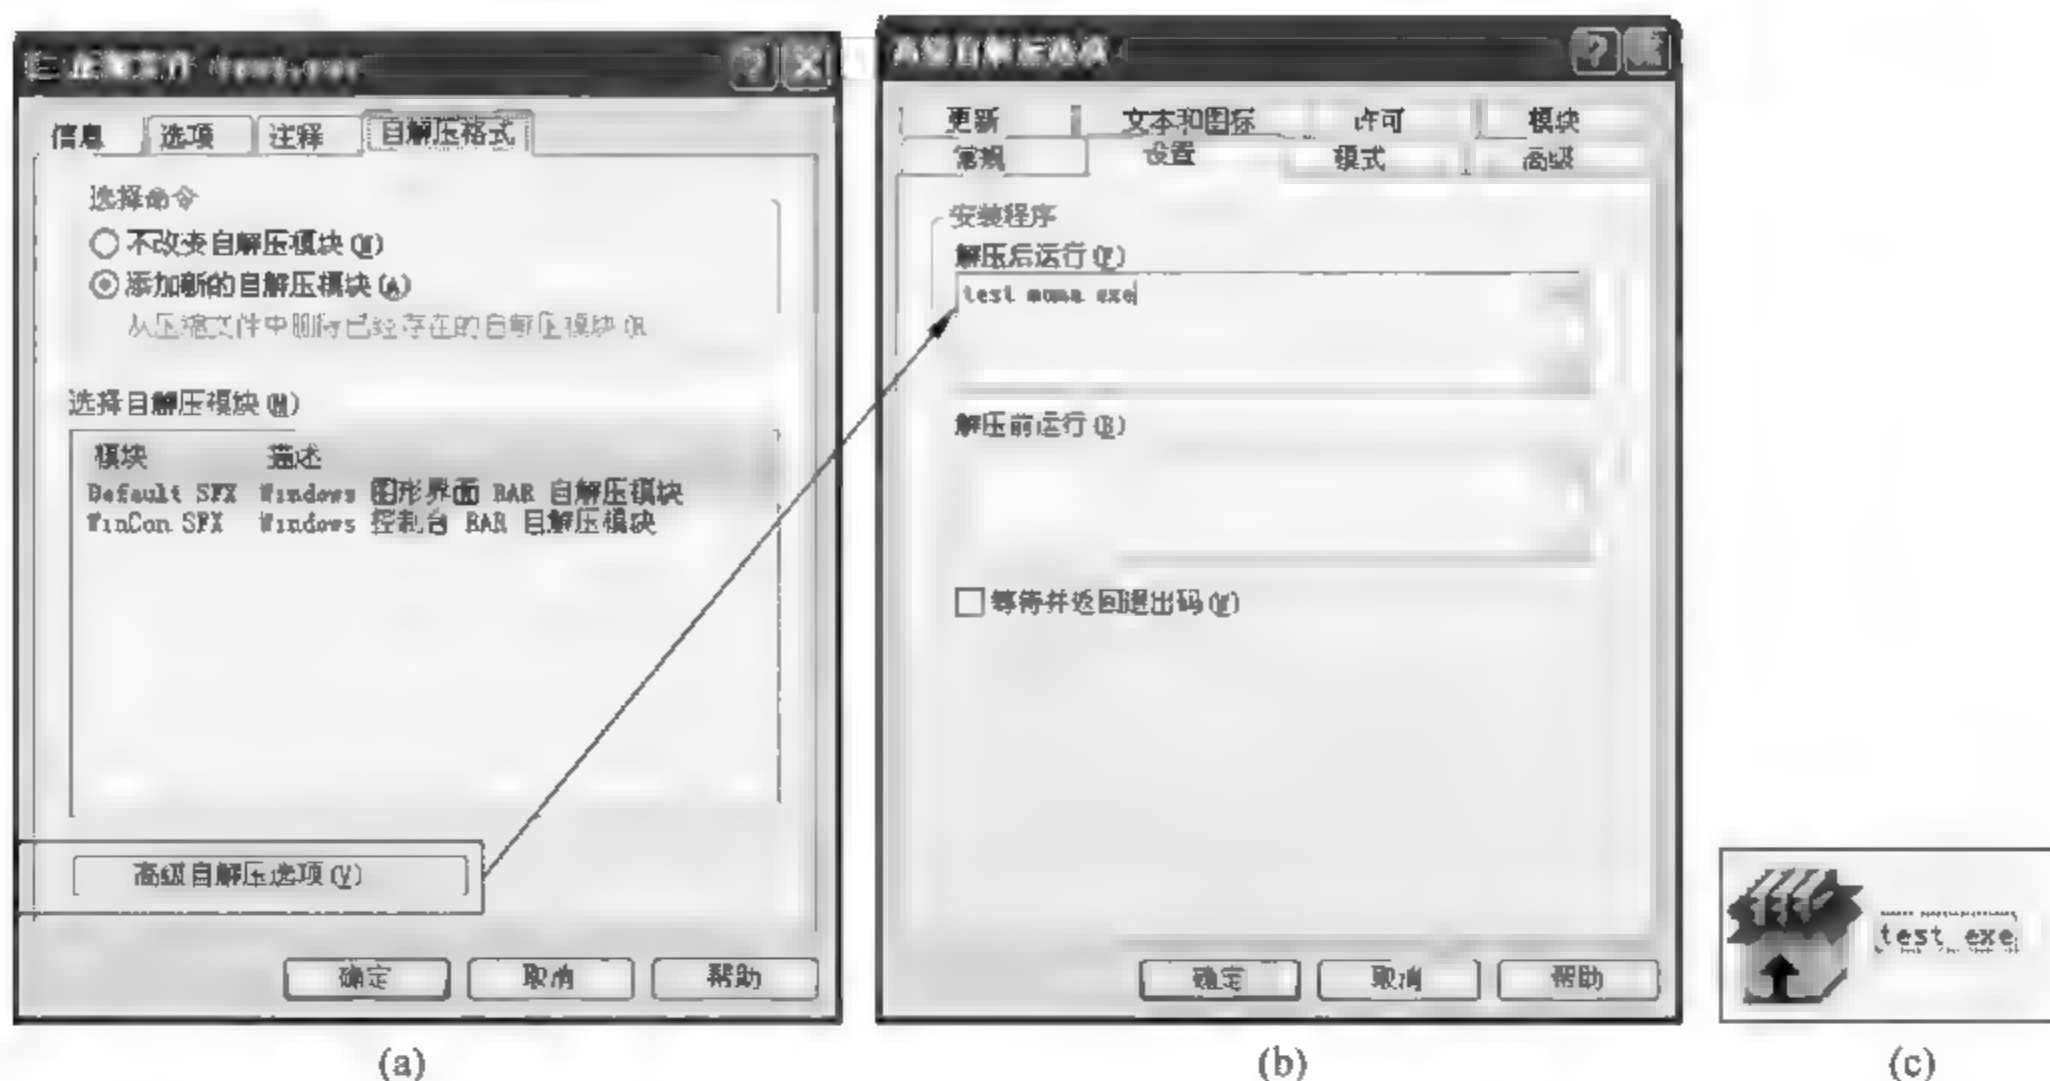 信息 选项 注释 自解压格式
选择命令
不改变自解压模块
添加新的自解压模块(A)
从压缩文件中删除已经存在的自解压模块(R
选择自解压模块(M)
模块 描述
Default SFX Windows 图形界面 RAR 自解压模块
WinCon SFX Windows 控制台 RAR 自解压模块
高级自解压选项(V)
确定 取消 帮助
(a)
高级自解压选项
更新 文本和图标 许可 模块
常规 设置 模式 高级
安装程序
解压后运行(F)
test muma exe
解压前运行
等待并返回退出码(W)
确定 取消 帮助
(b)
test exe
(c)